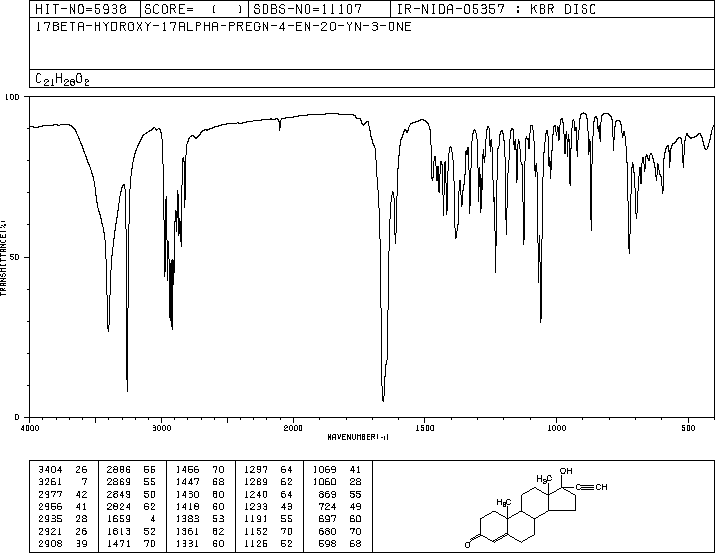 HIT-NO=5938 SCORE= ( ) SDBS-NO=11107 IR-NIDA-05357 : KBR DISC
17BETA-HYDROXY-17ALPHA-PREGN-4-EN-20-YN-3-ONE
C21H28O2
100
TRANSMITTANCE(%)
50
0
4000 3000 2000 1500 1000 500
WAVENUMBER(-1)
3404 26 2886 55 1456 70 1297 64 1069 41
3261 7 2869 55 1447 68 1289 62 1060 28
2977 42 2849 50 1430 60 1240 64 869 55
2956 41 2824 62 1418 60 1233 43 724 49
2935 28 1659 4 1383 53 1191 55 697 60
2921 26 1613 52 1361 62 1152 70 680 70
2908 39 1471 70 1331 60 1126 52 598 68
OH
H3C C≡CH
H3C
O